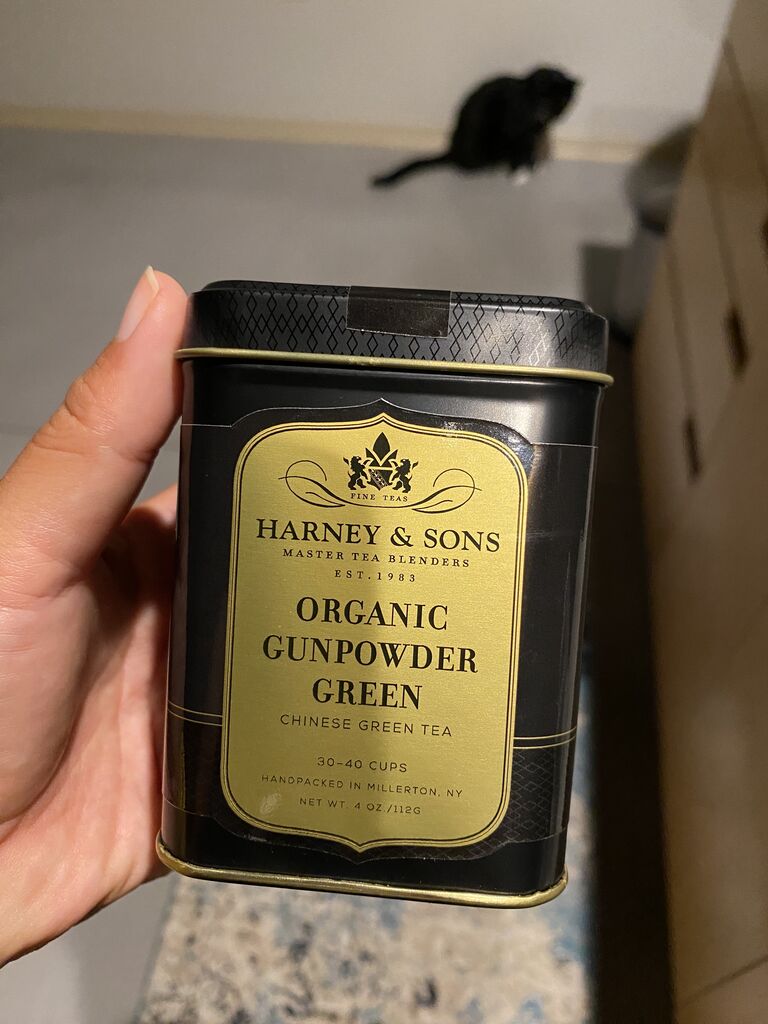 FINE TEAS
HARNEY & SONS
MASTER TEA BLENDERS
EST. 1983
ORGANIC
GUNPOWDER
GREEN
CHINESE GREEN TEA
30-40 CUPS
HANDPACKED IN MILLERTON, NY
NET WT. 4 OZ./112G